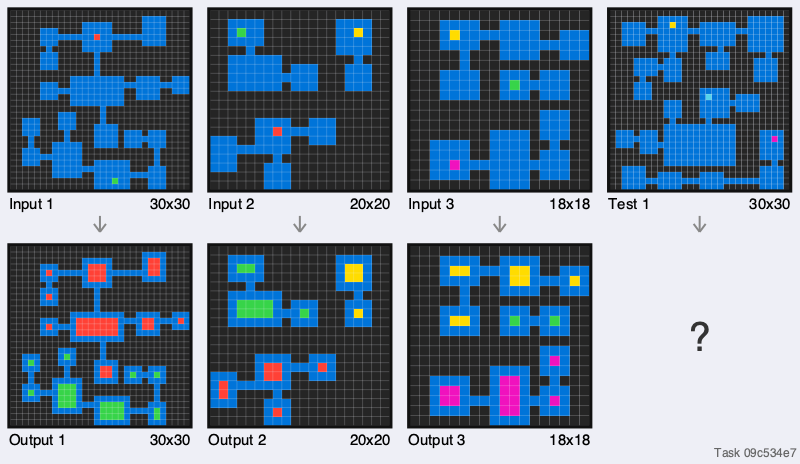 Input 1 30x30
Input 2 20x20
Input 3 18x18
Test 1 30x30
?
Output 1 30x30
Output 2 20x20
Output 3 18x18
Task 09c534e7